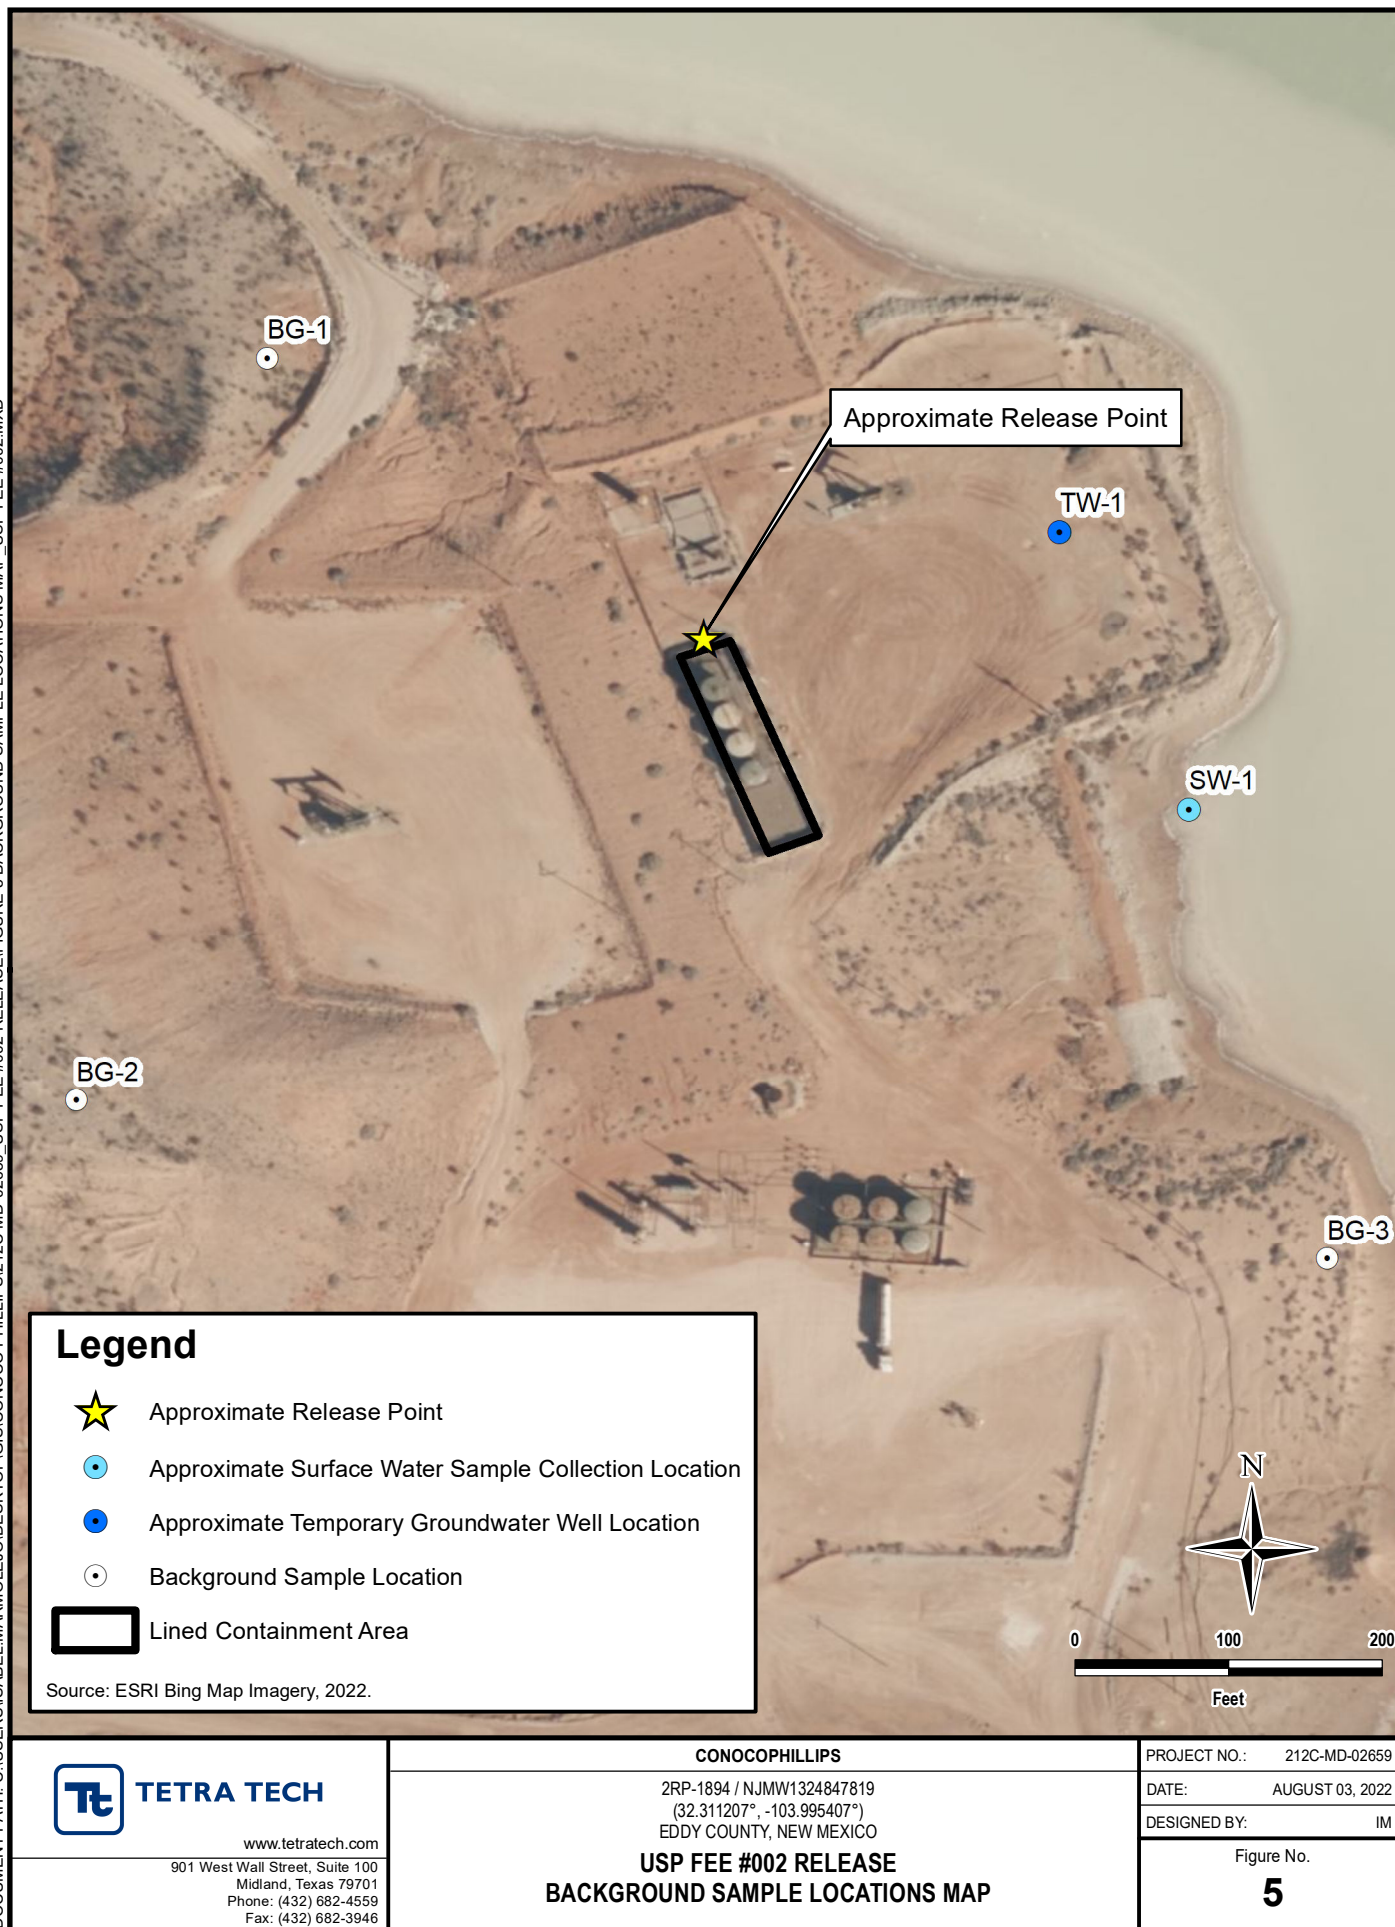 BG-1
Approximate Release Point
TW-1
SW-1
BG-2
BG-3
Legend
Approximate Release Point
Approximate Surface Water Sample Collection Location
Approximate Temporary Groundwater Well Location
Background Sample Location
Lined Containment Area
Source: ESRI Bing Map Imagery, 2022.
N
0 100 200
Feet
Tt TETRA TECH
www.tetratech.com
901 West Wall Street, Suite 100
Midland, Texas 79701
Phone: (432) 682-4559
Fax: (432) 682-3946
CONOCOPHILLIPS
2RP-1894 / NJMW1324847819
(32.311207°, -103.995407°)
EDDY COUNTY, NEW MEXICO
USP FEE #002 RELEASE
BACKGROUND SAMPLE LOCATIONS MAP
PROJECT NO.: 212C-MD-02659
DATE: AUGUST 03, 2022
DESIGNED BY: IM
Figure No.
5